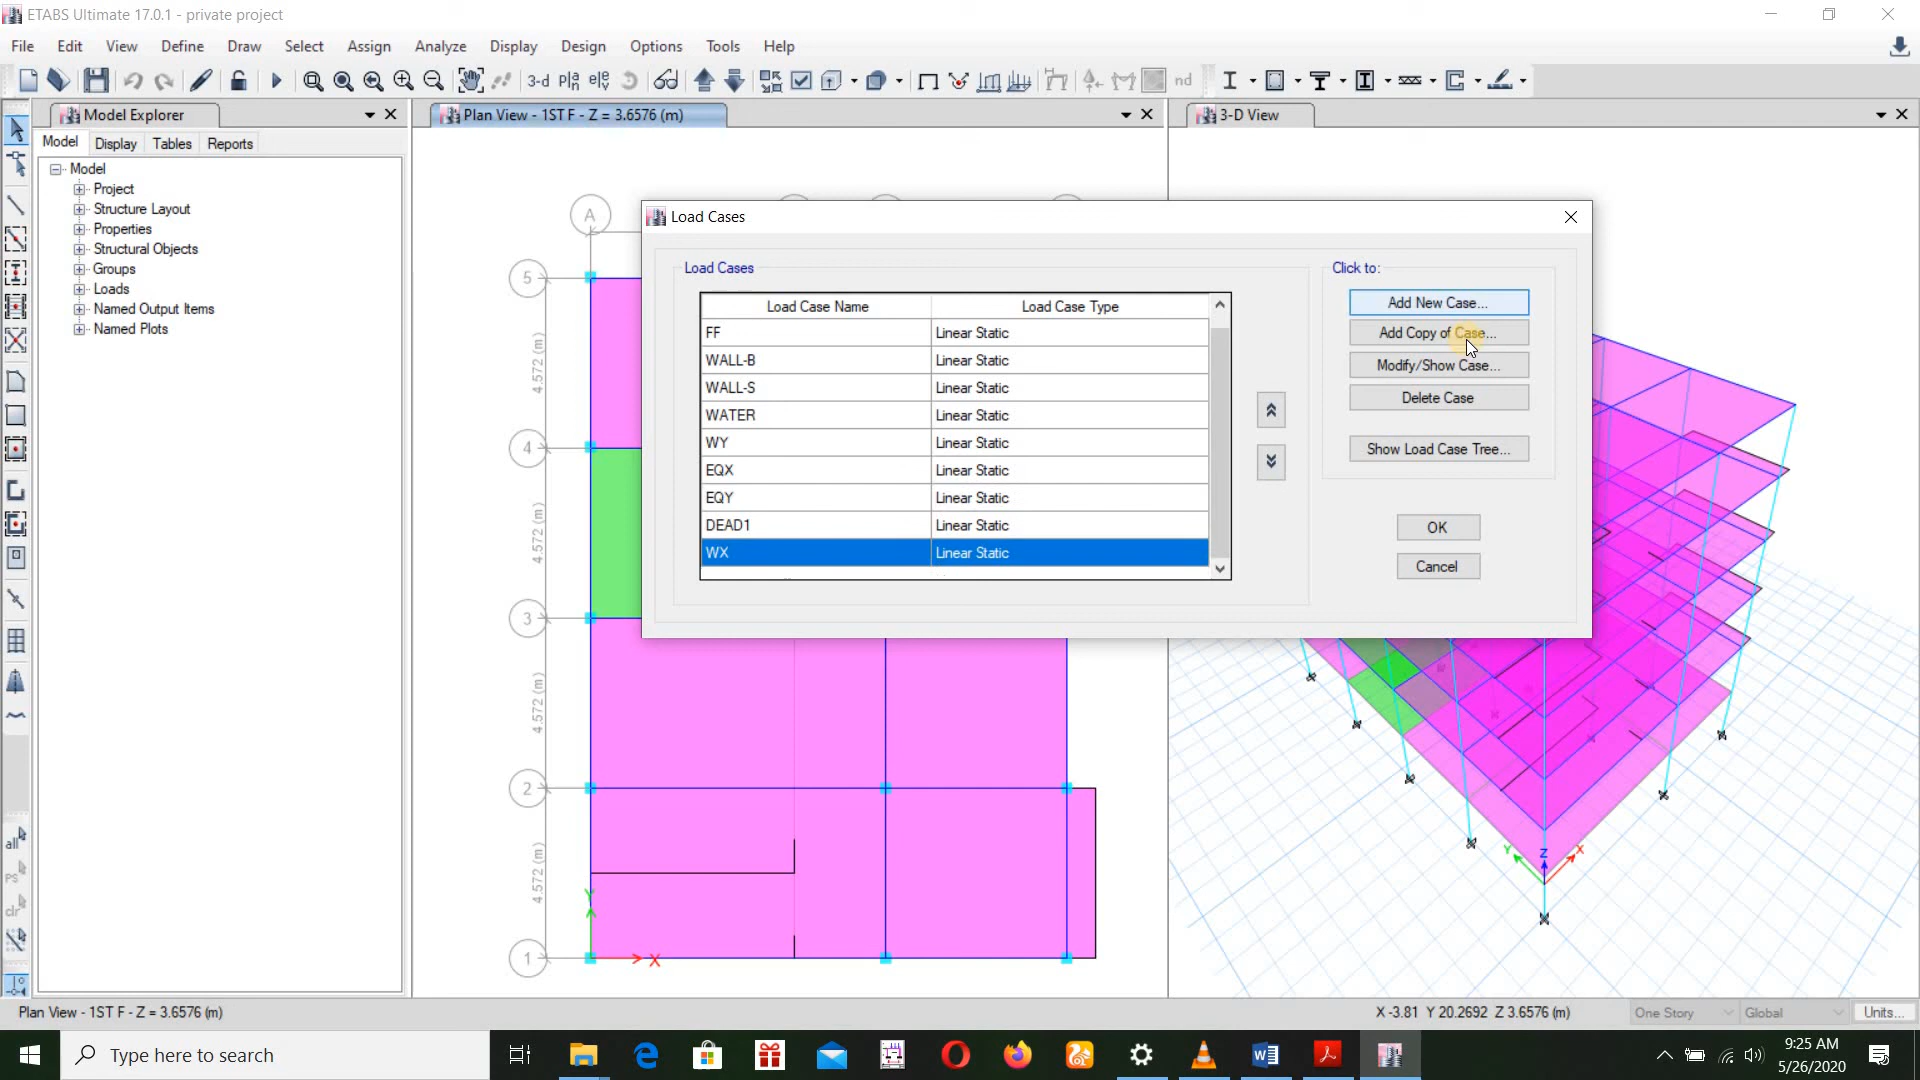 ETABS Ultimate 17.0.1 - private project
File Edit View Define Draw Select Assign Analyze Display Design Options Tools Help
3-d nd
Model Explorer
Plan View - 1ST F - Z = 3.6576 (m)
3-D View
Model Display Tables Reports
Model
Project
Structure Layout
Properties
Structural Objects
Groups
Loads
Named Output Items
Named Plots
A
5
4
3
2
1
4.572 (m)
4.572 (m)
4.572 (m)
4.572 (m)
Y
X
Load Cases
Load Cases
Load Case Name Load Case Type
FF Linear Static
WALL-B Linear Static
WALL-S Linear Static
WATER Linear Static
WY Linear Static
EQX Linear Static
EQY Linear Static
DEAD1 Linear Static
WX Linear Static
Click to:
Add New Case...
Add Copy of Case...
Modify/Show Case...
Delete Case
Show Load Case Tree...
OK
Cancel
Y Z X
all
ps
clr
Plan View - 1ST F - Z = 3.6576 (m)
X -3.81 Y 20.2692 Z 3.6576 (m)
One Story
Global
Units...
Type here to search
9:25 AM
5/26/2020